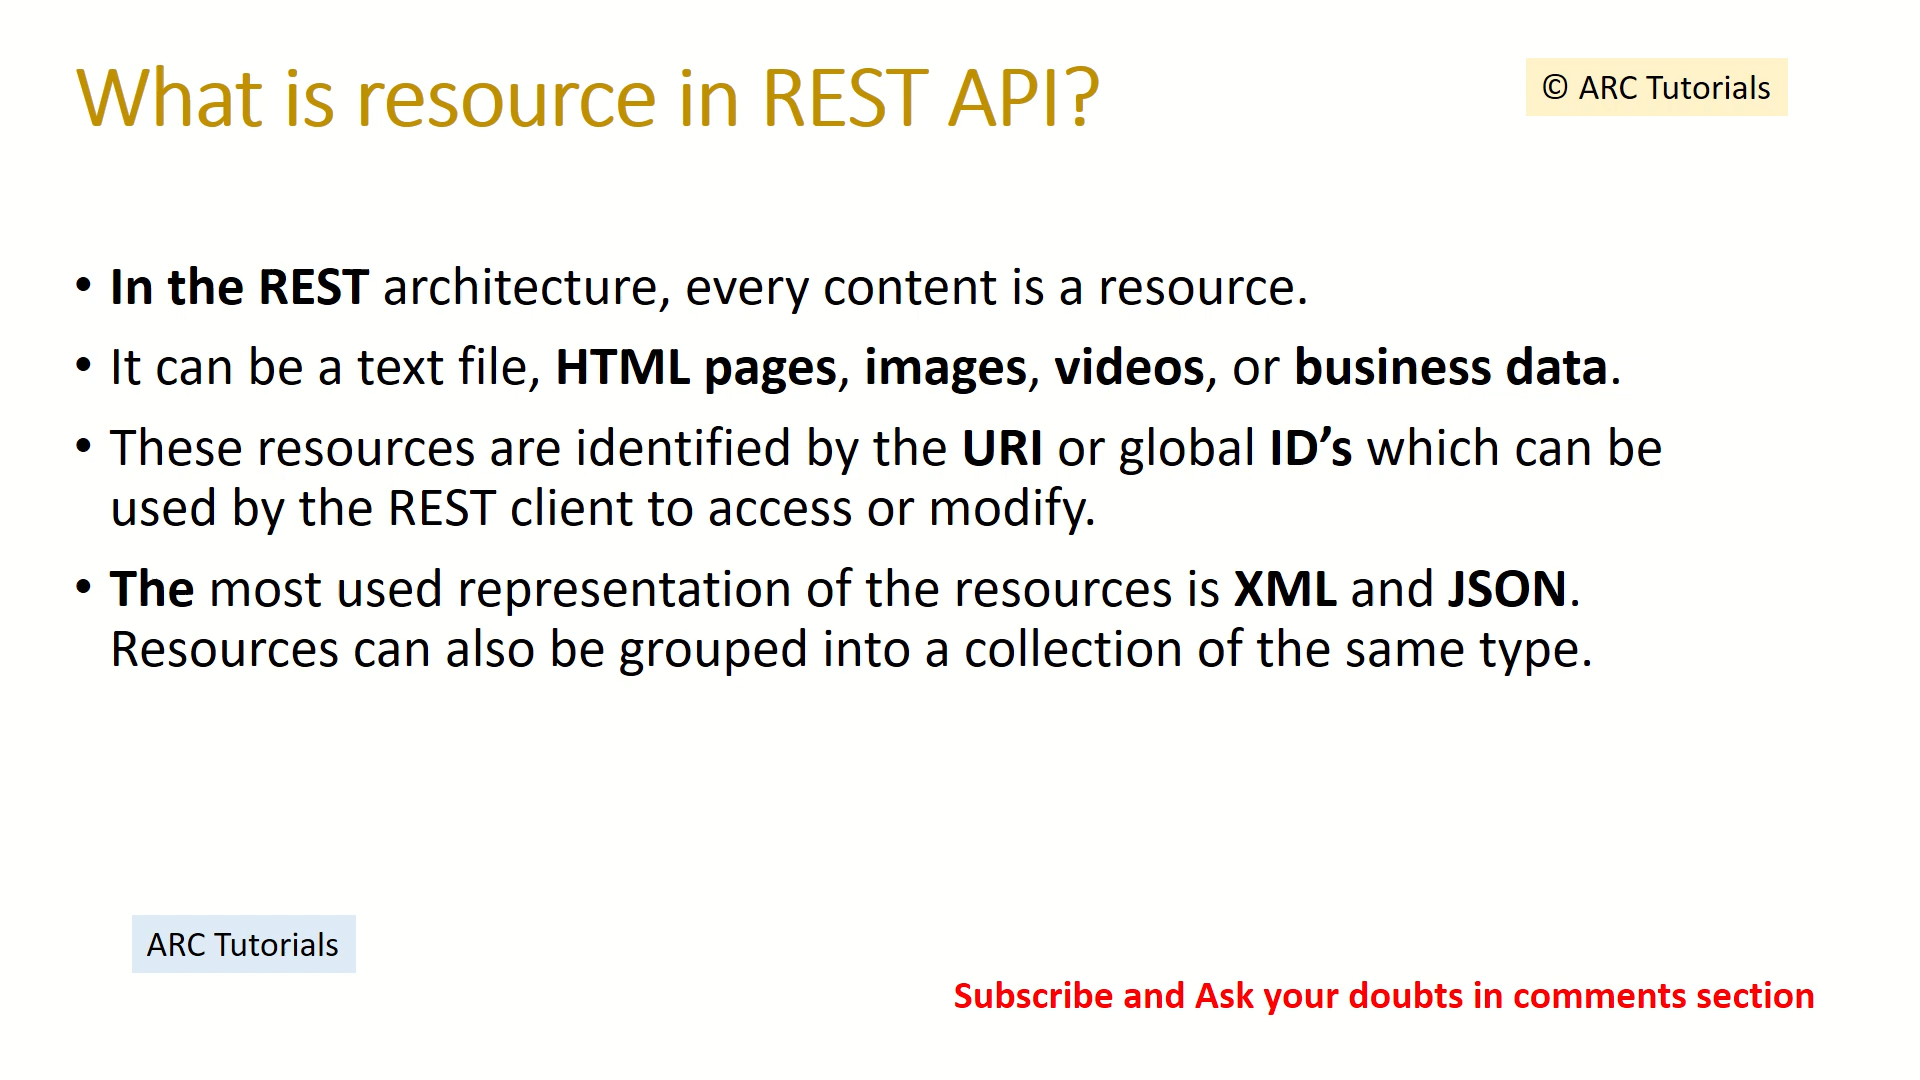 What is resource in REST API?
© ARC Tutorials
• In the REST architecture, every content is a resource.
• It can be a text file, HTML pages, images, videos, or business data.
• These resources are identified by the URI or global ID’s which can be
used by the REST client to access or modify.
• The most used representation of the resources is XML and JSON.
Resources can also be grouped into a collection of the same type.
ARC Tutorials
Subscribe and Ask your doubts in comments section